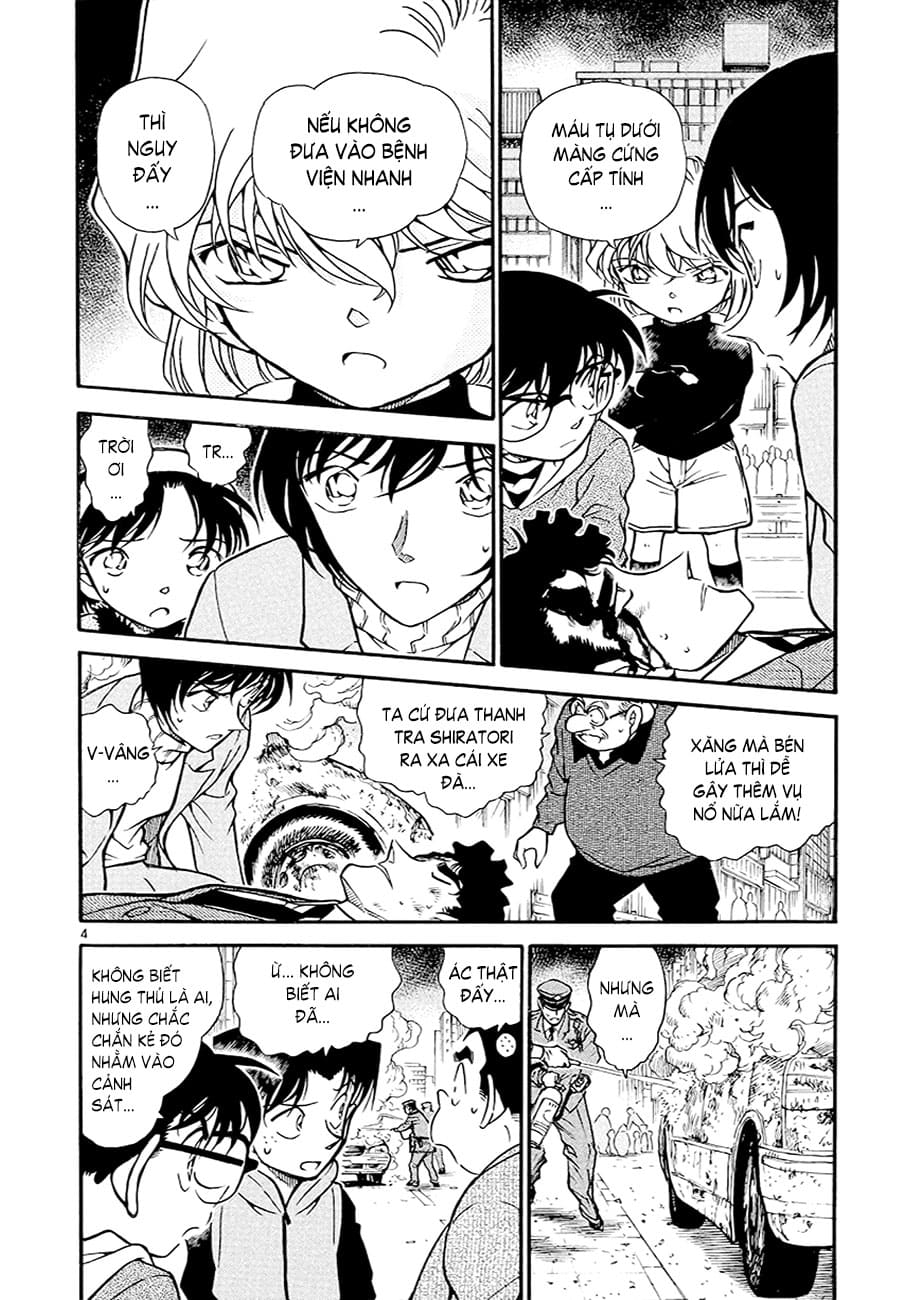 MÁU TỤ DƯỚI
MÀNG CỨNG
CẤP TÍNH
...
NẾU KHÔNG
ĐƯA VÀO BỆNH
VIỆN NHANH
...
THÌ
NGUY
ĐẤY
...
TR...
TRỜI
ƠI
...
XĂNG MÀ BÉN
LỬA THÌ DỄ
GÂY THÊM VỤ
NỔ NỮA LẮM!
TA CỨ ĐƯA THANH
TRA SHIRATORI
RA XA CÁI XE
ĐÀ...
V-VÂNG
...
4
NHƯNG
MÀ
...
ÁC THẬT
ĐẤY...
Ừ... KHÔNG
BIẾT AI
ĐÃ...
KHÔNG BIẾT
HUNG THỦ LÀ AI,
NHƯNG CHẮC
CHẮN KẺ ĐÓ
NHẰM VÀO
CẢNH
SÁT...